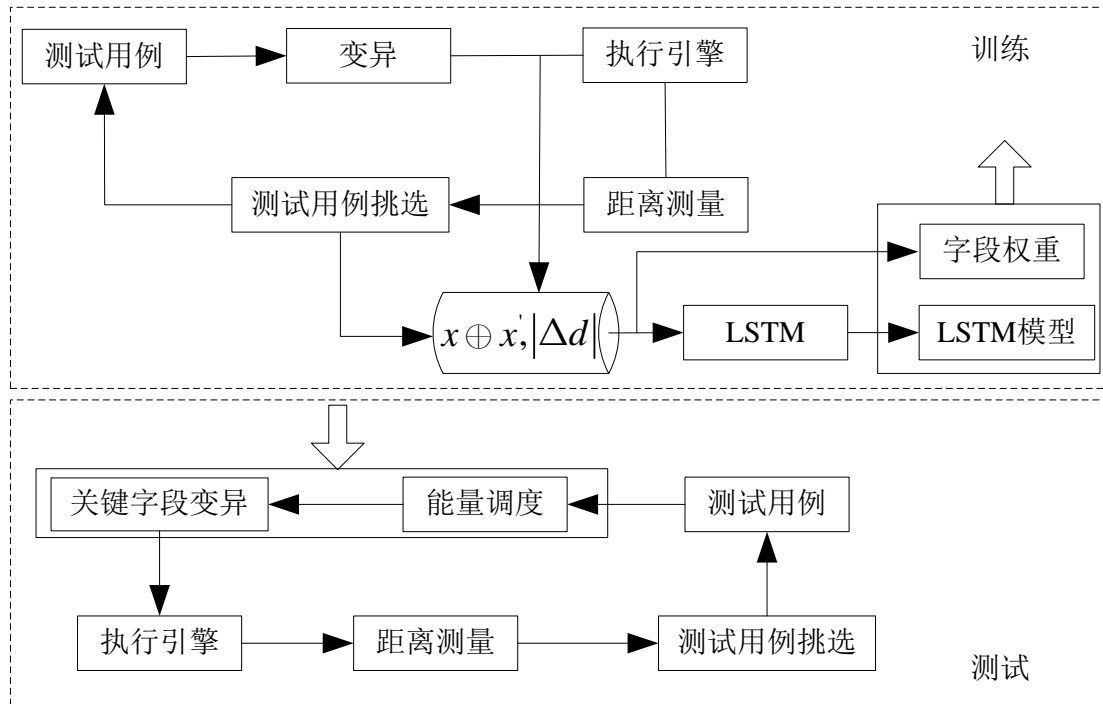 测试用例
变异
执行引擎
训练
测试用例挑选
距离测量
字段权重
x ⊕ x',|Δd|
LSTM
LSTM模型
关键字段变异
能量调度
测试用例
执行引擎
距离测量
测试用例挑选
测试